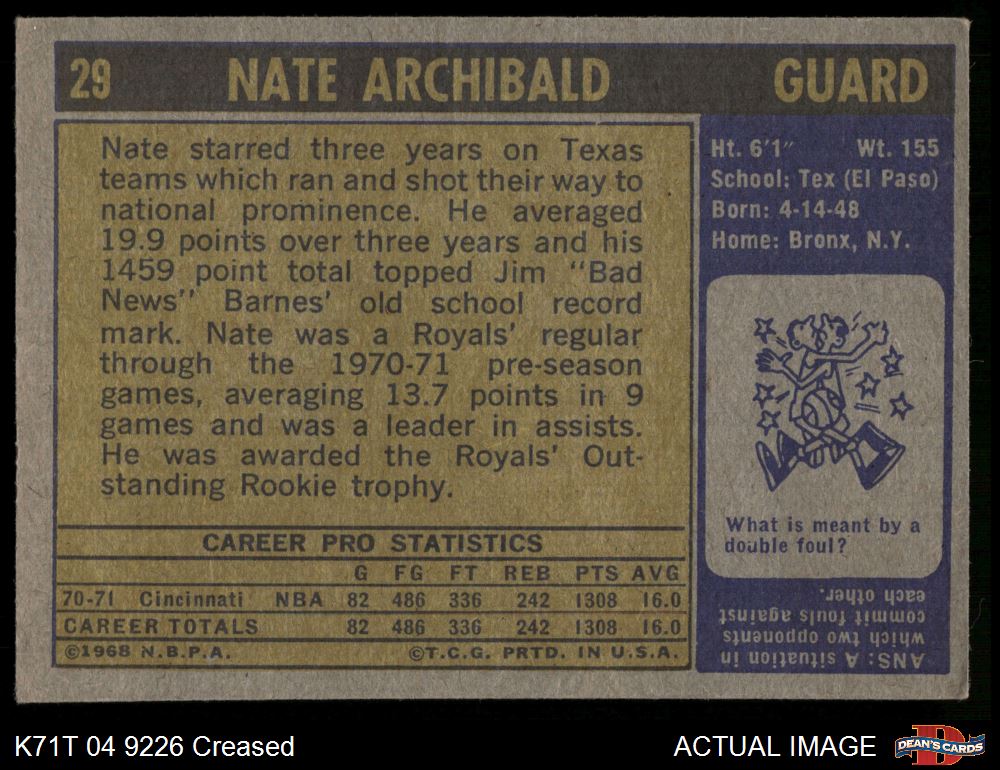 29 NATE ARCHIBALD GUARD
Nate starred three years on Texas
teams which ran and shot their way to
national prominence. He averaged
19.9 points over three years and his
1459 point total topped Jim "Bad
News" Barnes' old school record
mark. Nate was a Royals' regular
through the 1970-71 pre-season
games, averaging 13.7 points in 9
games and was a leader in assists.
He was awarded the Royals' Out-
standing Rookie trophy.
CAREER PRO STATISTICS
G FG FT REB PTS AVG
70-71 Cincinnati NBA 82 486 336 242 1308 16.0
CAREER TOTALS 82 486 336 242 1308 16.0
©1968 N.B.P.A. ©T.C.G. PRTD. IN U.S.A.
Ht. 6'1" Wt. 155
School: Tex (El Paso)
Born: 4-14-48
Home: Bronx, N.Y.
What is meant by a
double foul?
ANS: A situation in
which two opponents
commit fouls against
each other.
K71T 04 9226 Creased
ACTUAL IMAGE
D
DEAN'S CARDS